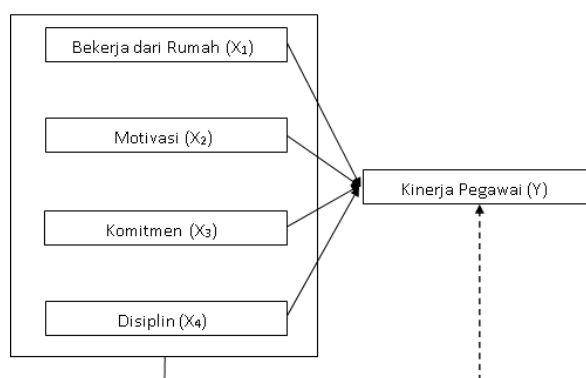 Bekerja dari Rumah (X₁)
Motivasi (X₂)
Kinerja Pegawai (Y)
Komitmen (X₃)
Disiplin (X₄)